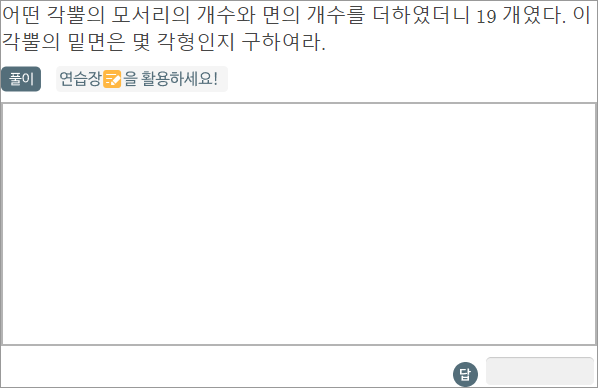 어떤 각뿔의 모서리의 개수와 면의 개수를 더하였더니 19 개였다. 이
각뿔의 밑면은 몇 각형인지 구하여라.
풀이 연습장을 활용하세요!
답